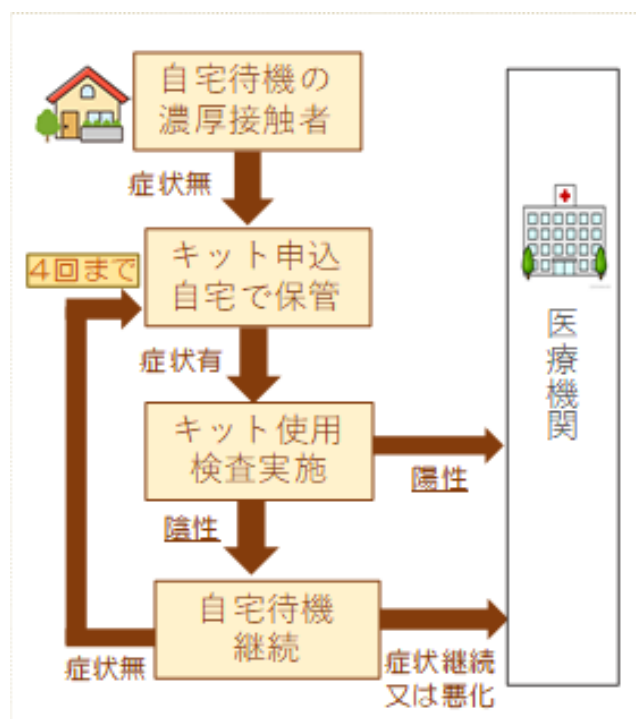 自宅待機の
濃厚接触者
症状無
キット申込
自宅で保管
4回まで
症状有
キット使用
検査実施
陽性
陰性
自宅待機
継続
症状無
症状継続
又は悪化
医療機関